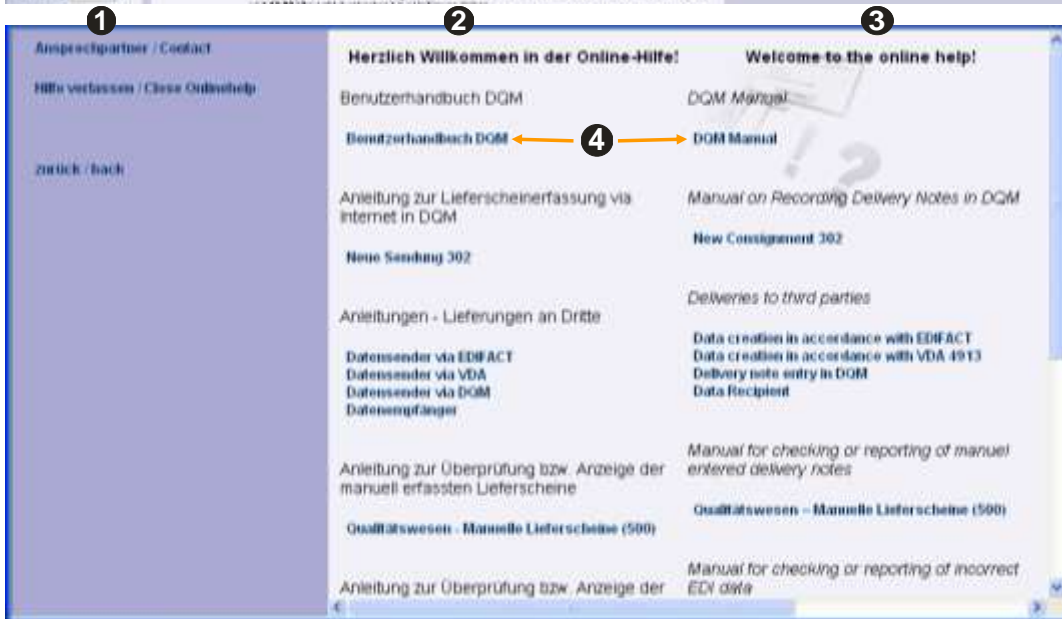 1
2
3
Ansprechpartner / Contact
Hilfe verlassen / Close Onlinehelp
zurück / back
Herzlich Willkommen in der Online-Hilfe!
Benutzerhandbuch DQM
Benutzerhandbuch DQM
4
Anleitung zur Lieferscheinerfassung via
Internet in DQM
Neue Sendung 302
Anleitungen - Lieferungen an Dritte
Datensender via EDIFACT
Datensender via VDA
Datensender via DQM
Datenempfänger
Anleitung zur Überprüfung bzw. Anzeige der
manuell erfassten Lieferscheine
Qualitätswesen - Manuelle Lieferscheine (500)
Anleitung zur Überprüfung bzw. Anzeige der
Welcome to the online help!
DQM Manual
DQM Manual
Manual on Recording Delivery Notes in DQM
New Consignment 302
Deliveries to third parties
Data creation in accordance with EDIFACT
Data creation in accordance with VDA 4913
Delivery note entry in DQM
Data Recipient
Manual for checking or reporting of manuel
entered delivery notes
Qualitätswesen – Manuelle Lieferscheine (500)
Manual for checking or reporting of incorrect
EDI data